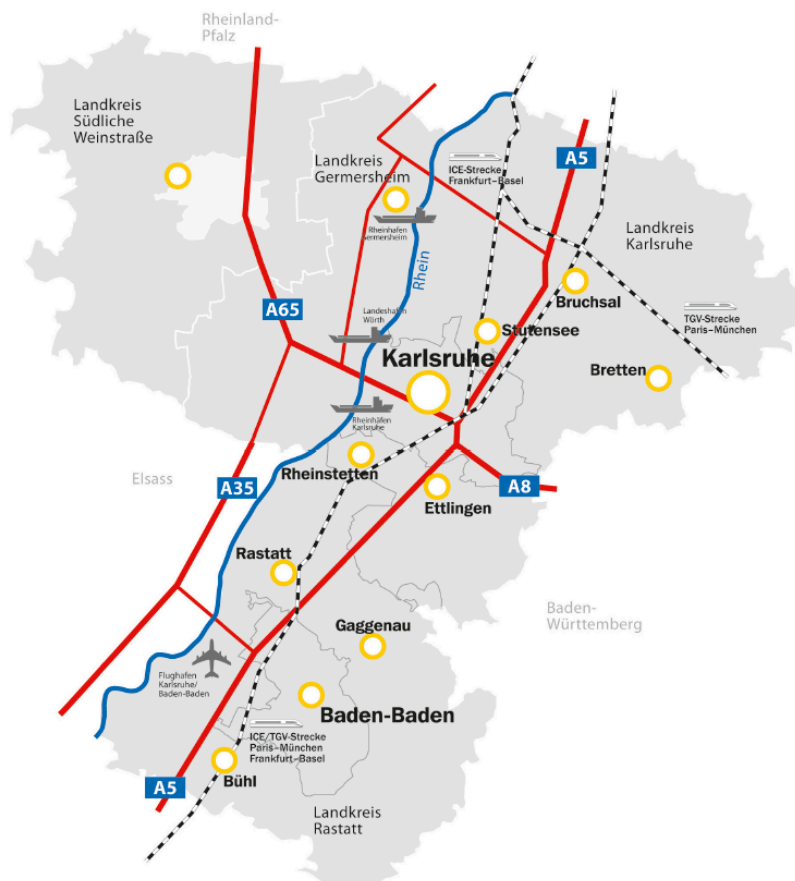 Rheinland-
Pfalz
Landkreis
Südliche
Weinstraße
Landkreis
Germersheim
ICE-Strecke
Frankfurt–Basel
A5
Rheinhafen
Germersheim
Landkreis
Karlsruhe
Rhein
Bruchsal
A65
Landeshafen
Wörth
TGV-Strecke
Paris–München
Stutensee
Karlsruhe
Bretten
Rheinhäfen
Karlsruhe
Rheinstetten
Elsass
A35
A8
Ettlingen
Rastatt
Baden-
Württemberg
Gaggenau
Flughafen
Karlsruhe/
Baden-Baden
Baden-Baden
ICE/TGV-Strecke
Paris–München
Frankfurt–Basel
Bühl
A5
Landkreis
Rastatt